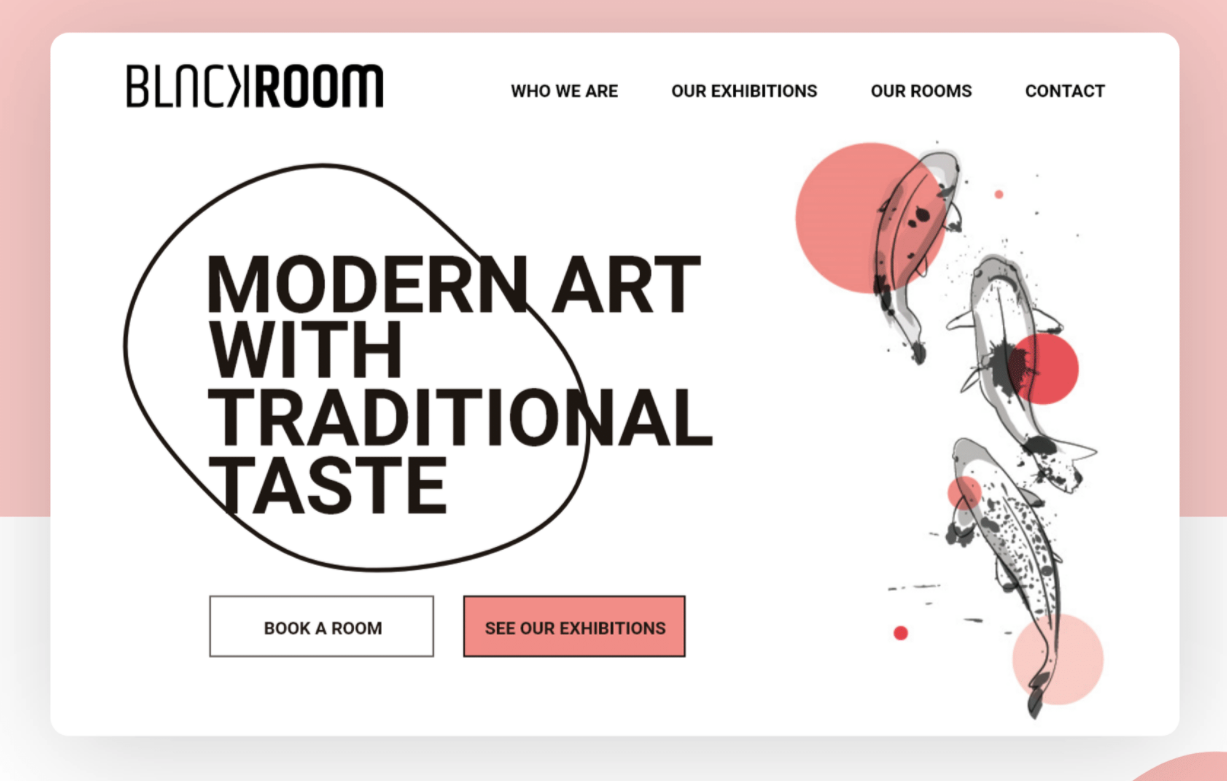 BLACKROOM
WHO WE ARE OUR EXHIBITIONS OUR ROOMS CONTACT
MODERN ART
WITH
TRADITIONAL
TASTE
BOOK A ROOM SEE OUR EXHIBITIONS